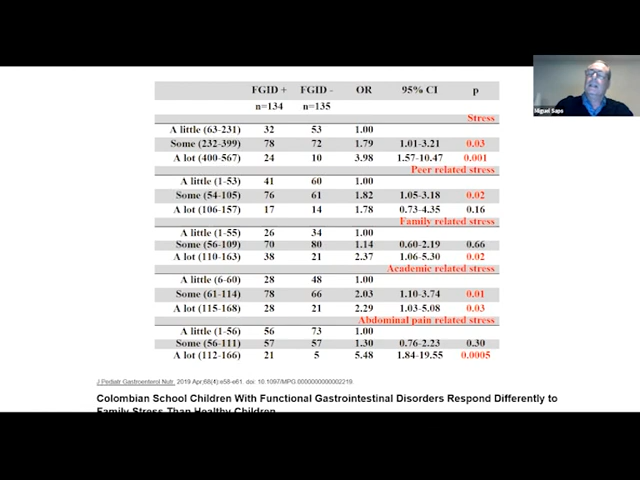 FGID + FGID - OR 95% CI p
n=134 n=135
Stress
A little (63-231) 32 53 1.00
Some (232-399) 78 72 1.79 1.01-3.21 0.03
A lot (400-567) 24 10 3.98 1.57-10.47 0.001
Peer related stress
A little (1-53) 41 60 1.00
Some (54-105) 76 61 1.82 1.05-3.18 0.02
A lot (106-157) 17 14 1.78 0.73-4.35 0.16
Family related stress
A little (1-55) 26 34 1.00
Some (56-109) 70 80 1.14 0.60-2.19 0.66
A lot (110-163) 38 21 2.37 1.06-5.30 0.02
Academic related stress
A little (6-60) 28 48 1.00
Some (61-114) 78 66 2.03 1.10-3.74 0.01
A lot (115-168) 28 21 2.29 1.03-5.08 0.03
Abdominal pain related stress
A little (1-56) 56 73 1.00
Some (56-111) 57 57 1.30 0.76-2.23 0.30
A lot (112-166) 21 5 5.48 1.84-19.55 0.0005
J Pediatr Gastroenterol Nutr. 2019 Apr;68(4):e58-e61. doi: 10.1097/MPG.0000000000002219.
Colombian School Children With Functional Gastrointestinal Disorders Respond Differently to
Family Stress Than Healthy Children
Miguel Saps